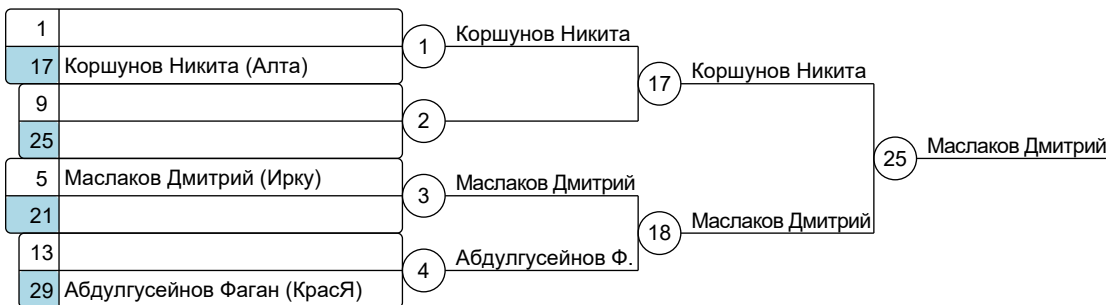 1
Коршунов Никита
17 Коршунов Никита (Алта)
1
Коршунов Никита
9
17
25
2
Маслаков Дмитрий
25
5 Маслаков Дмитрий (Ирку)
Маслаков Дмитрий
21
3
Маслаков Дмитрий
13
Абдулгусейнов Ф.
18
29 Абдулгусейнов Фаган (КрасЯ)
4